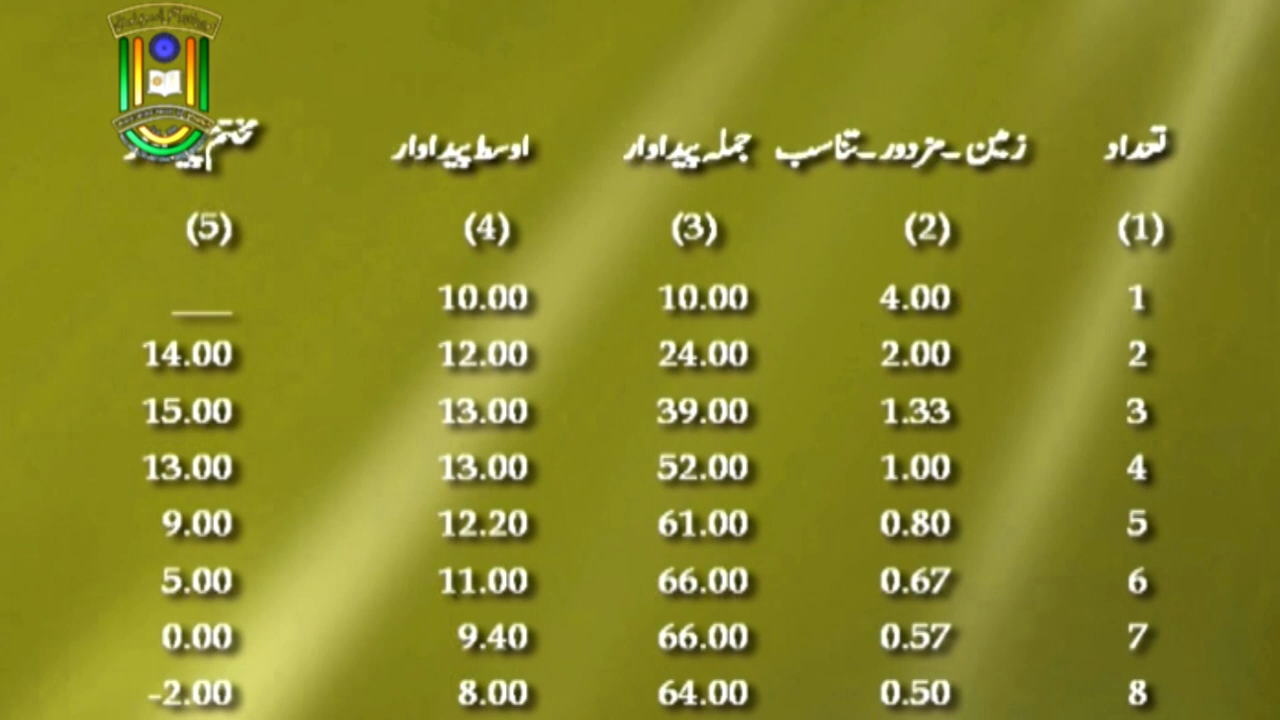 تعداد زمین۔مزدور۔تناسب جملہ پیداوار اوسط پیداوار مختتم
(1) (2) (3) (4) (5)
1 4.00 10.00 10.00 __
2 2.00 24.00 12.00 14.00
3 1.33 39.00 13.00 15.00
4 1.00 52.00 13.00 13.00
5 0.80 61.00 12.20 9.00
6 0.67 66.00 11.00 5.00
7 0.57 66.00 9.40 0.00
8 0.50 64.00 8.00 -2.00